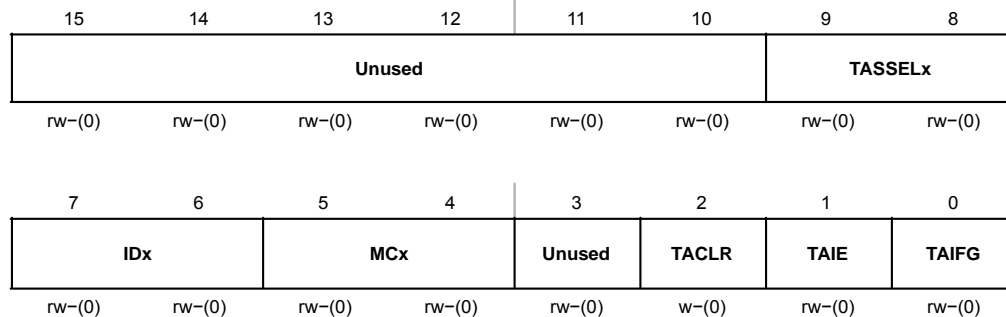 15 14 13 12 11 10 9 8
Unused TASSELx
rw−(0) rw−(0) rw−(0) rw−(0) rw−(0) rw−(0) rw−(0) rw−(0)
7 6 5 4 3 2 1 0
IDx MCx Unused TACLR TAIE TAIFG
rw−(0) rw−(0) rw−(0) rw−(0) rw−(0) w−(0) rw−(0) rw−(0)